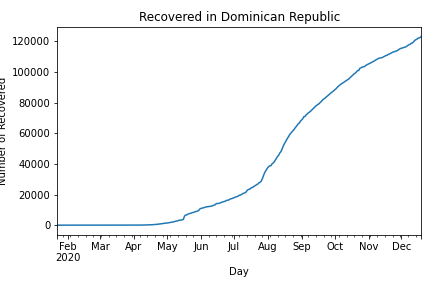 Recovered in Dominican Republic
Number of Recovered
120000
100000
80000
60000
40000
20000
0
Feb Mar Apr May Jun Jul Aug Sep Oct Nov Dec
2020
Day